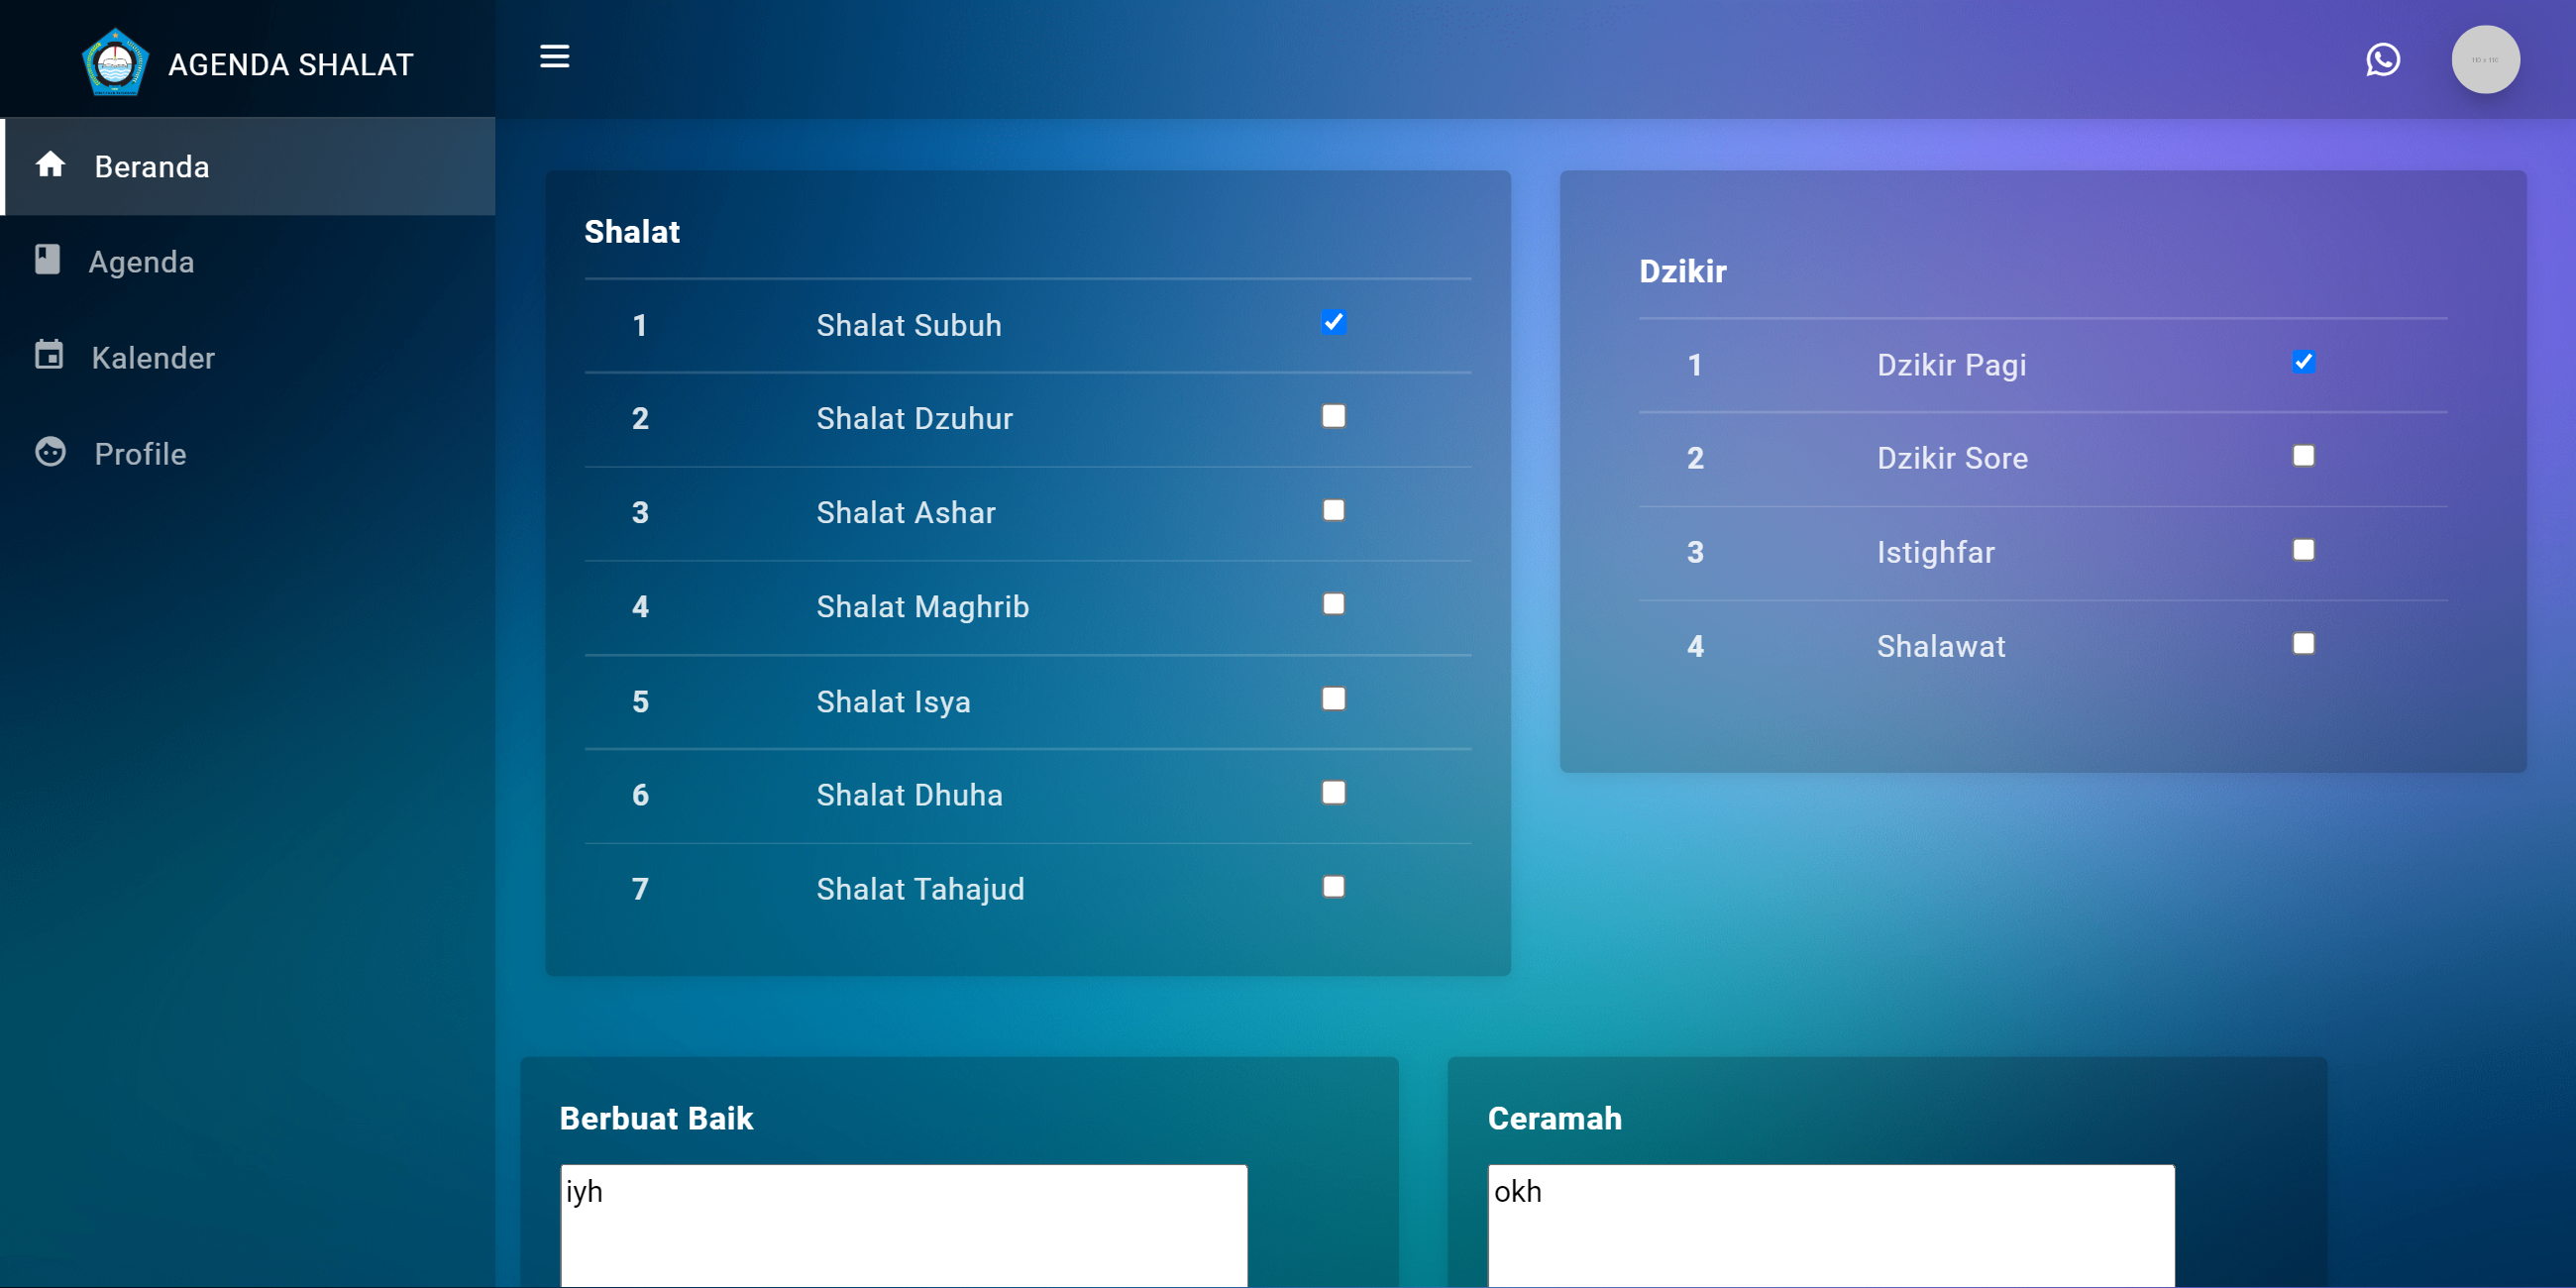 AGENDA SHALAT
Beranda
Agenda
Kalender
Profile
Shalat
1 Shalat Subuh
2 Shalat Dzuhur
3 Shalat Ashar
4 Shalat Maghrib
5 Shalat Isya
6 Shalat Dhuha
7 Shalat Tahajud
Dzikir
1 Dzikir Pagi
2 Dzikir Sore
3 Istighfar
4 Shalawat
Berbuat Baik
iyh
Ceramah
okh